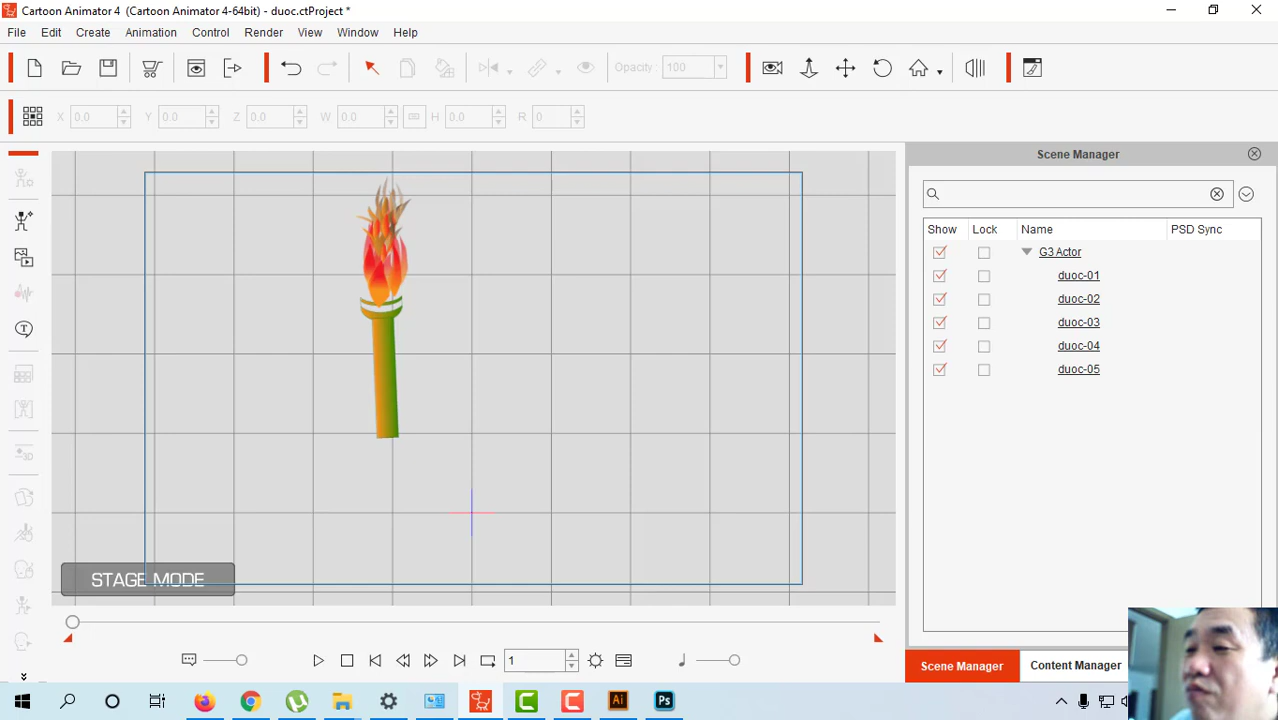 Cartoon Animator 4 (Cartoon Animator 4-64bit) - duoc.ctProject *
File Edit Create Animation Control Render View Window Help
Opacity : 100
X 0.0 Y 0.0 Z 0.0 W 0.0 H 0.0 R 0
Scene Manager
Show Lock Name PSD Sync
G3 Actor
duoc-01
duoc-02
duoc-03
duoc-04
duoc-05
STAGE MODE
1
Scene Manager Content Manager
Ai Ps